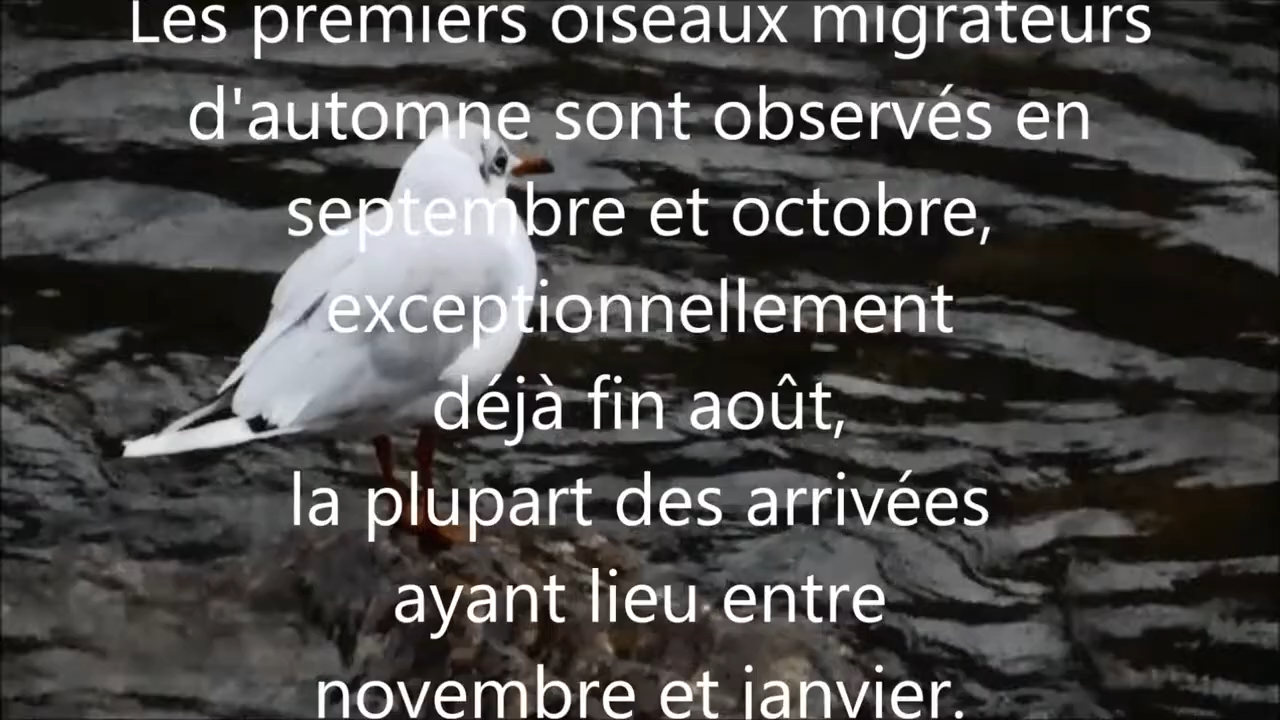 Les premiers oiseaux migrateurs
d'automne sont observés en
septembre et octobre,
exceptionnellement
déjà fin août,
la plupart des arrivées
ayant lieu entre
novembre et janvier.